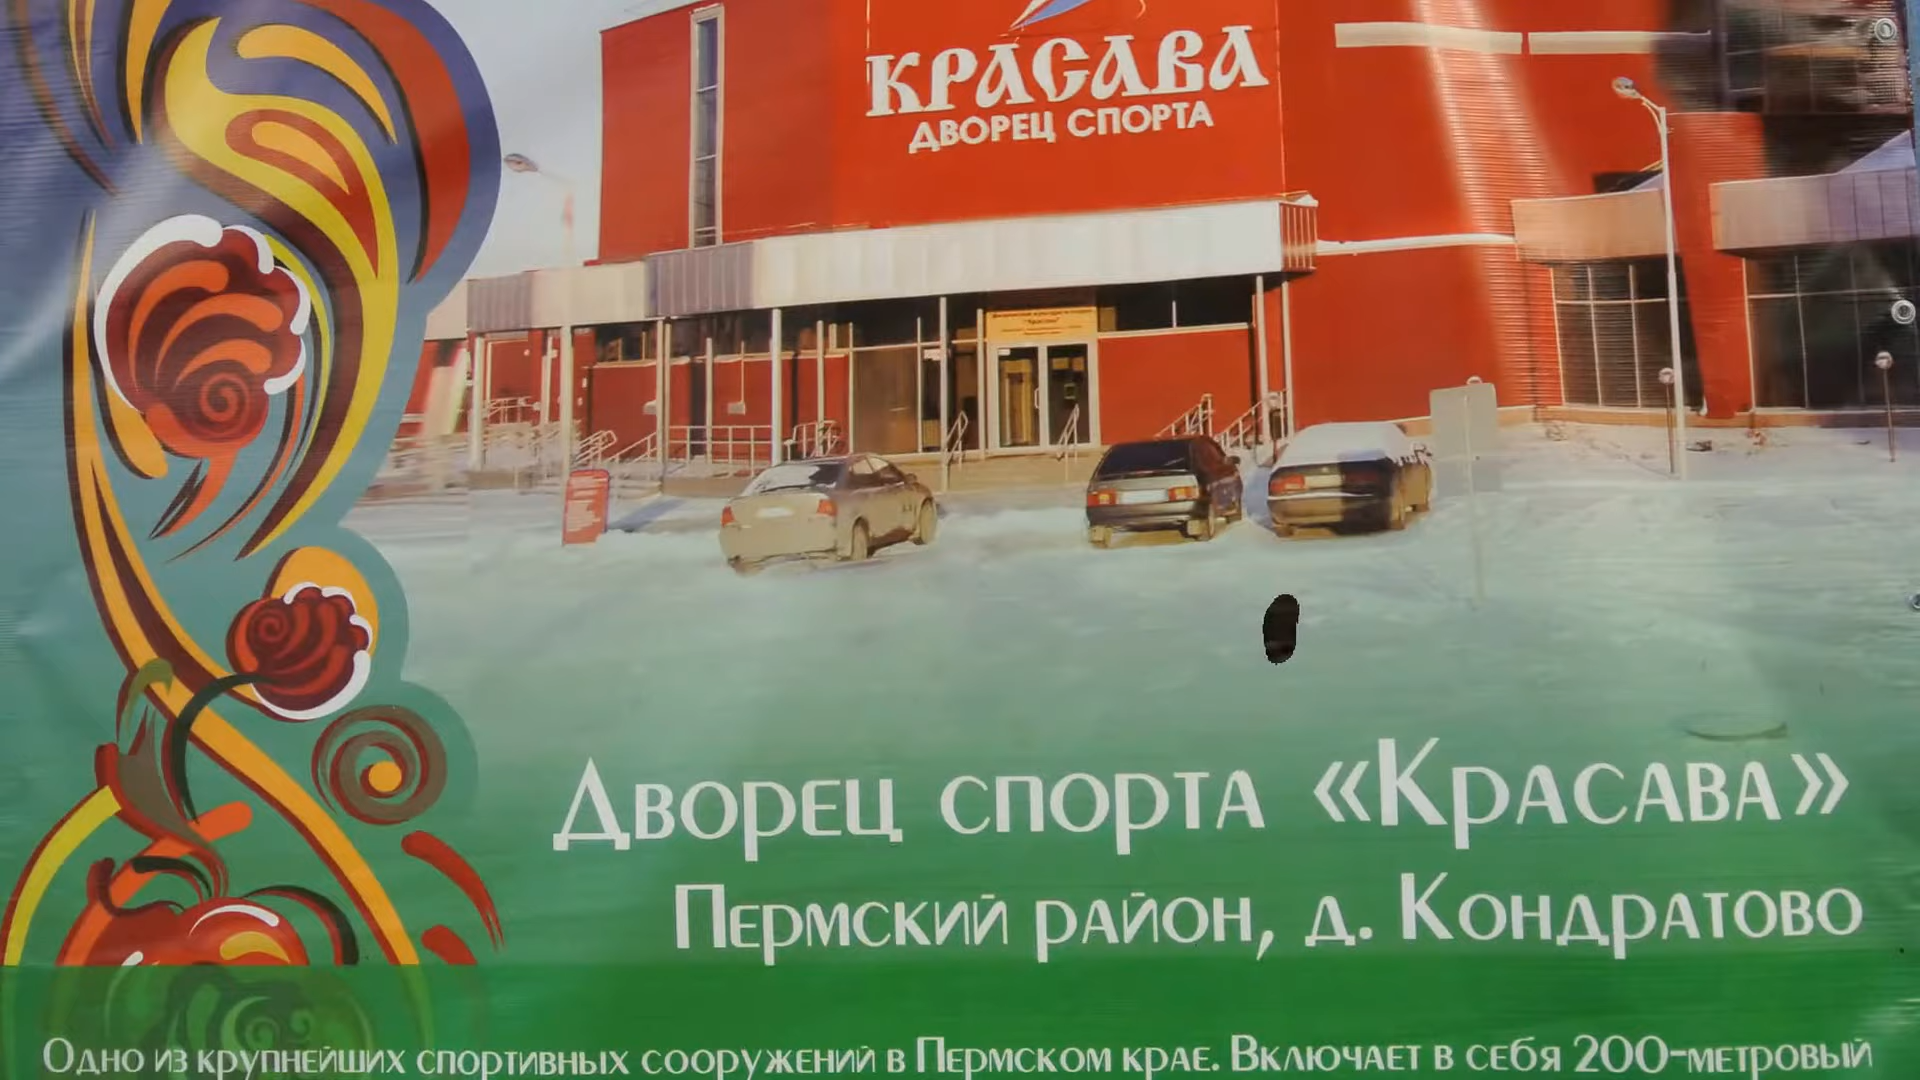 КРАСАВА
ДВОРЕЦ СПОРТА
Дворец спорта «Красава»
Пермский район, д. Кондратово
Одно из крупнейших спортивных сооружений в Пермском крае. Включает в себя 200-метровый